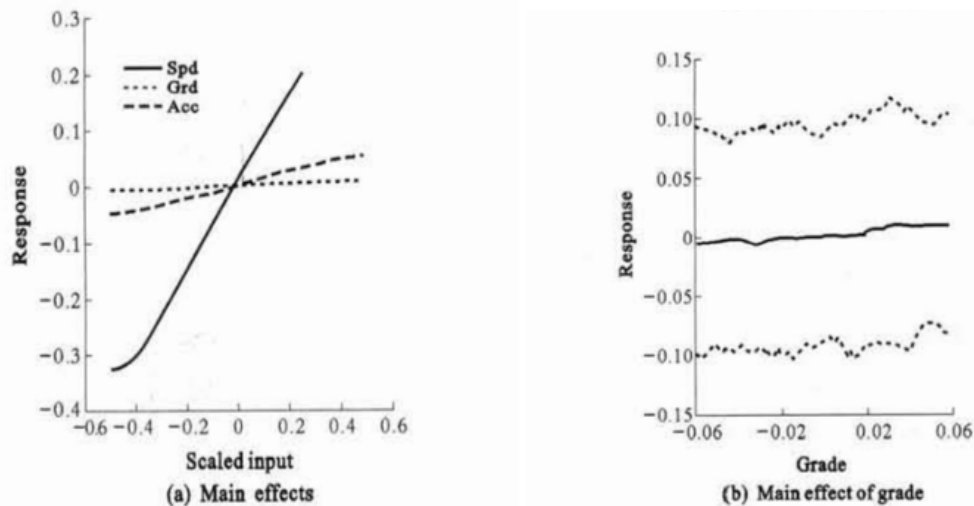 0.3
0.2
0.1
0
−0.1
−0.2
−0.3
−0.4
Spd
Grd
Acc
Response
−0.6 −0.4 −0.2 0 0.2 0.4 0.6
Scaled input
(a) Main effects
0.15
0.10
0.05
0
−0.05
−0.10
−0.15
Response
−0.06 −0.02 0.02 0.06
Grade
(b) Main effect of grade